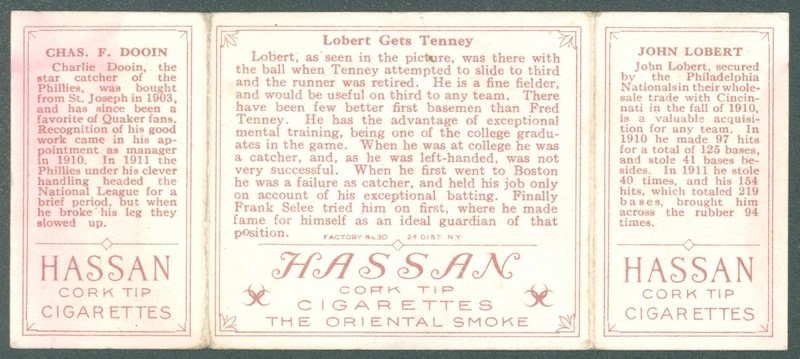 CHAS. F. DOOIN
Charlie Dooin, the
star catcher of the
Phillies, was bought
from St. Joseph in 1903,
and has since been a
favorite of Quaker fans.
Recognition of his good
work came in his ap-
pointment as manager
in 1910. In 1911 the
Phillies under his clever
handling headed the
National League for a
brief period, but when
he broke his leg they
slowed up.
HASSAN
CORK TIP
CIGARETTES
Lobert Gets Tenney
Lobert, as seen in the picture, was there with
the ball when Tenney attempted to slide to third
and the runner was retired. He is a fine fielder,
and would be useful on third to any team. There
have been few better first basemen than Fred
Tenney. He has the advantage of exceptional
mental training, being one of the college gradu-
ates in the game. When he was at college he was
a catcher, and, as he was left-handed, was not
very successful. When he first went to Boston
he was a failure as catcher, and held his job only
on account of his exceptional batting. Finally
Frank Selee tried him on first, where he made
fame for himself as an ideal guardian of that
position.
FACTORY No. 30 2d DIST. N.Y.
HASSAN
CORK TIP
CIGARETTES
THE ORIENTAL SMOKE
JOHN LOBERT
John Lobert, secured
by the Philadelphia
Nationals in their whole-
sale trade with Cincin-
nati in the fall of 1910,
is a valuable acquisi-
tion for any team. In
1910 he made 97 hits
for a total of 125 bases,
and stole 41 bases be-
sides. In 1911 he stole
40 times, and his 154
hits, which totaled 219
bases, brought him
across the rubber 94
times.
HASSAN
CORK TIP
CIGARETTES